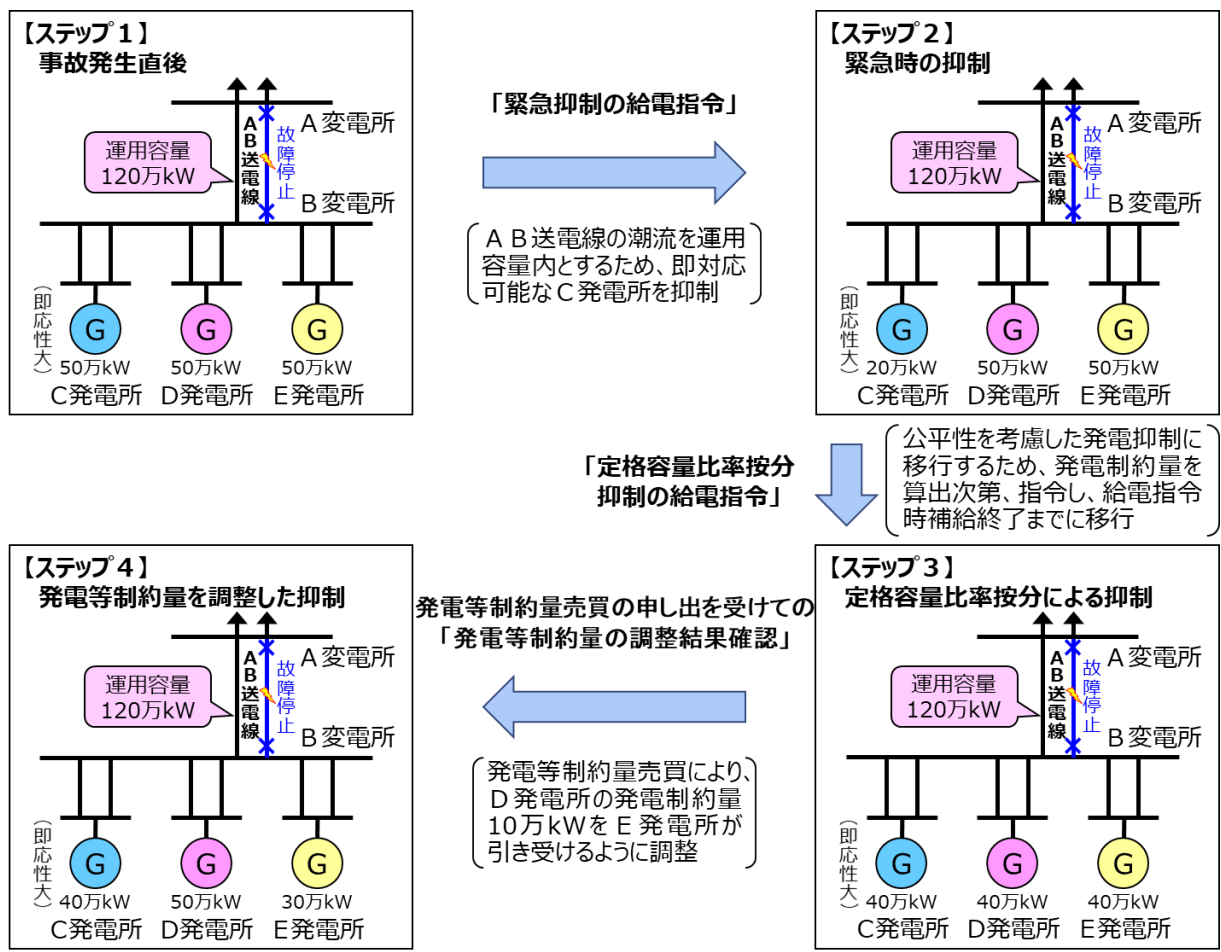 【ステップ１】
事故発生直後
Ａ変電所
ＡＢ送電線
故障停止
運用容量
120万kW
Ｂ変電所
（即応性大）
G
G
G
50万kW
50万kW
50万kW
Ｃ発電所
Ｄ発電所
Ｅ発電所
「緊急抑制の給電指令」
ＡＢ送電線の潮流を運用
容量内とするため、即対応
可能なＣ発電所を抑制
【ステップ２】
緊急時の抑制
Ａ変電所
ＡＢ送電線
故障停止
運用容量
120万kW
Ｂ変電所
（即応性大）
G
G
G
20万kW
50万kW
50万kW
Ｃ発電所
Ｄ発電所
Ｅ発電所
「定格容量比率按分
抑制の給電指令」
公平性を考慮した発電抑制に
移行するため、発電制約量を
算出次第、指令し、給電指令
時補給終了までに移行
【ステップ３】
定格容量比率按分による抑制
Ａ変電所
ＡＢ送電線
故障停止
運用容量
120万kW
Ｂ変電所
（即応性大）
G
G
G
40万kW
40万kW
40万kW
Ｃ発電所
Ｄ発電所
Ｅ発電所
発電等制約量売買の申し出を受けての
「発電等制約量の調整結果確認」
発電等制約量売買により、
Ｄ発電所の発電制約量
10万kWをＥ発電所が
引き受けるように調整
【ステップ４】
発電等制約量を調整した抑制
Ａ変電所
ＡＢ送電線
故障停止
運用容量
120万kW
Ｂ変電所
（即応性大）
G
G
G
40万kW
50万kW
30万kW
Ｃ発電所
Ｄ発電所
Ｅ発電所